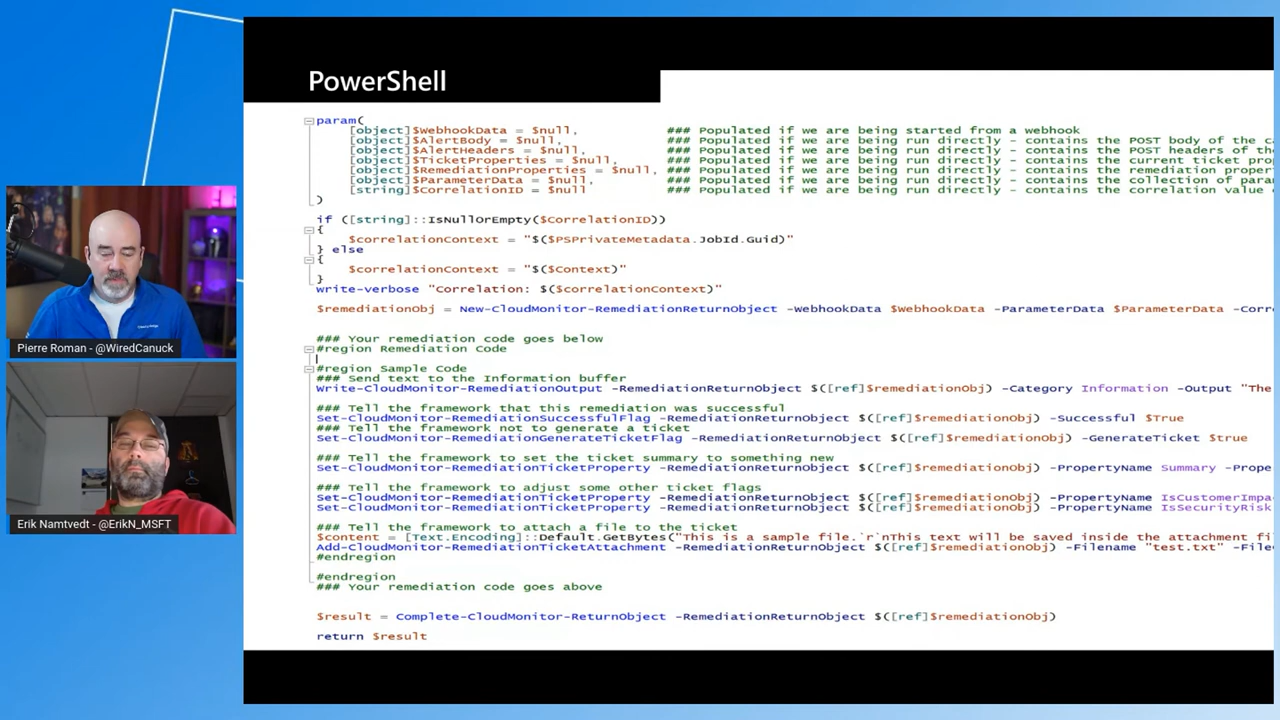 PowerShell
param(
[object]$WebhookData = $null, ### Populated if we are being started from a webhook
[object]$AlertBody = $null, ### Populated if we are being run directly - contains the POST body of the
[object]$AlertHeaders = $null, ### Populated if we are being run directly - contains the POST headers of
[object]$TicketProperties = $null, ### Populated if we are being run directly - contains the current ticket
[object]$RemediationProperties = $null, ### Populated if we are being run directly - contains the remediation
[object]$ParameterData = $null, ### Populated if we are being run directly - contains the collection of
[string]$CorrelationID = $null ### Populated if we are being run directly - contains the correlation value
)
if ([string]::IsNullOrEmpty($CorrelationID))
{
$correlationContext = "$($PSPrivateMetadata.JobId.Guid)"
} else
{
$correlationContext = "$($Context)"
}
write-verbose "Correlation: $($correlationContext)"
$remediationObj = New-CloudMonitor-RemediationReturnObject -WebhookData $WebhookData -ParameterData $ParameterData -Corr
### Your remediation code goes below
#region Remediation Code
#region Sample Code
### Send text to the Information buffer
Write-CloudMonitor-RemediationOutput -RemediationReturnObject $([ref]$remediationObj) -Category Information -Output "The
### Tell the framework that this remediation was successful
Set-CloudMonitor-RemediationSuccessfulFlag -RemediationReturnObject $([ref]$remediationObj) -Successful $True
### Tell the framework not to generate a ticket
Set-CloudMonitor-RemediationGenerateTicketFlag -RemediationReturnObject $([ref]$remediationObj) -GenerateTicket $true
### Tell the framework to set the ticket summary to something new
Set-CloudMonitor-RemediationTicketProperty -RemediationReturnObject $([ref]$remediationObj) -PropertyName Summary -Prope
### Tell the framework to adjust some other ticket flags
Set-CloudMonitor-RemediationTicketProperty -RemediationReturnObject $([ref]$remediationObj) -PropertyName IsCustomerImpa
Set-CloudMonitor-RemediationTicketProperty -RemediationReturnObject $([ref]$remediationObj) -PropertyName IsSecurityRisk
### Tell the framework to attach a file to the ticket
$content = [Text.Encoding]::Default.GetBytes("This is a sample file.`r`nThis text will be saved inside the attachment fi
Add-CloudMonitor-RemediationTicketAttachment -RemediationReturnObject $([ref]$remediationObj) -Filename "test.txt" -File
#endregion
#endregion
### Your remediation code goes above
$result = Complete-CloudMonitor-ReturnObject -RemediationReturnObject $([ref]$remediationObj)
return $result
Pierre Roman - @WiredCanuck
Erik Namtvedt - @ErikN_MSFT